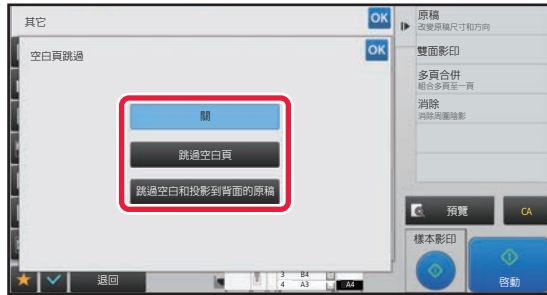 其它
OK
空白頁跳過
OK
關
跳過空白頁
跳過空白和投影到背面的原稿
退回
3 B4
4 A3
A4
原稿
改變原稿尺寸和方向
雙面影印
多頁合併
組合多頁至一頁
消除
消除周圍陰影
預覽
CA
樣本影印
啓動